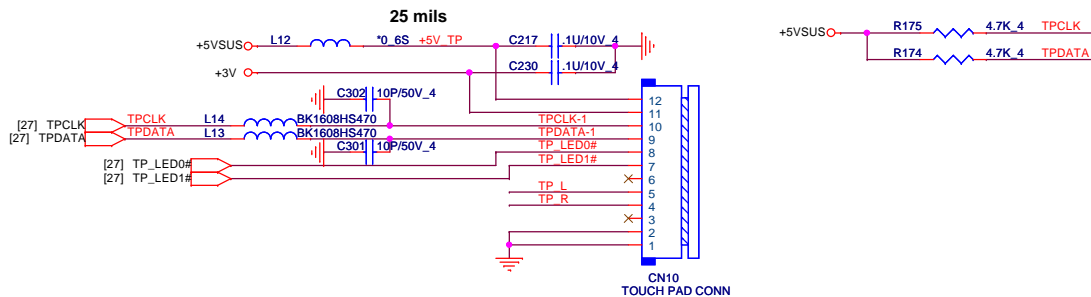 25 mils
+5VSUS L12 *0_6S +5V_TP C217 .1U/10V_4
+3V C230 .1U/10V_4
+5VSUS R175 4.7K_4 TPCLK
R174 4.7K_4 TPDATA
C302 10P/50V_4
[27] TPCLK TPCLK L14 BK1608HS470 TPCLK-1
[27] TPDATA TPDATA L13 BK1608HS470 TPDATA-1
C301 10P/50V_4
[27] TP_LED0# TP_LED0#
[27] TP_LED1# TP_LED1#
TP_L
TP_R
12
11
10
9
8
7
6
5
4
3
2
1
CN10
TOUCH PAD CONN